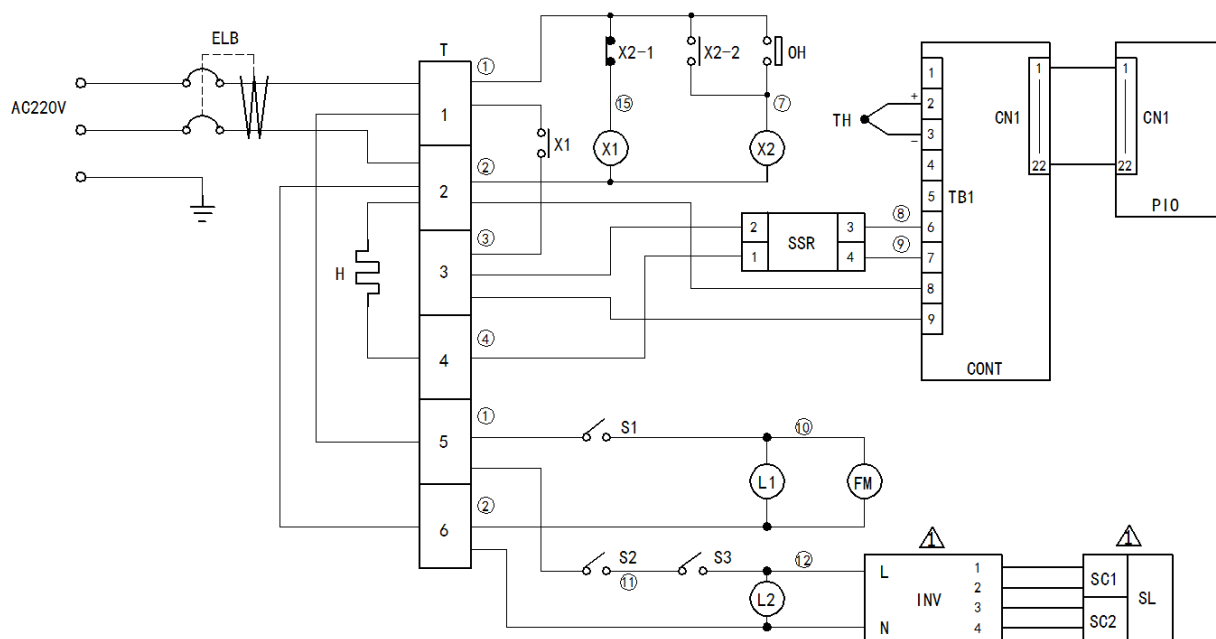 ELB
AC220V
T
①
1
②
2
③
3
④
4
①
5
②
6
H
X1
X2-1
X2-2
OH
⑮
⑦
X1
X2
2 SSR 3
1 4
⑧
⑨
TH
+
-
1
2
3
4
5
6
7
8
9
TB1
CONT
CN1
1
22
CN1
1
22
PIO
S1
⑩
L1
FM
S2
⑪
S3
⑫
L2
1
L
N
INV
1
2
3
4
1
SC1
SC2
SL